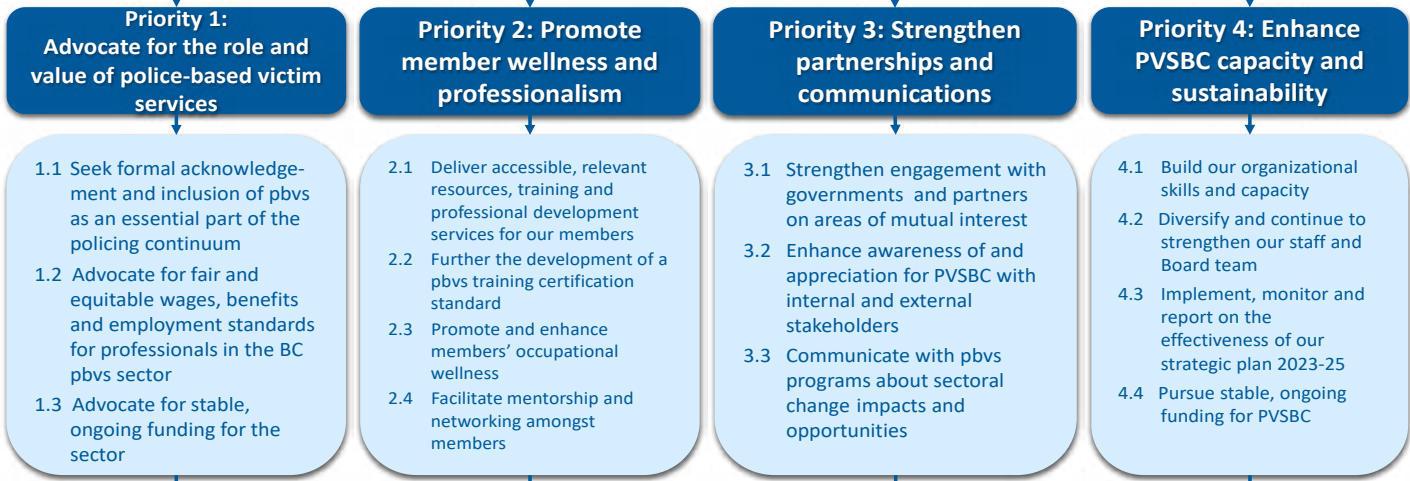 Priority 1:
Advocate for the role and
value of police-based victim
services
1.1 Seek formal acknowledge-
ment and inclusion of pbvs
as an essential part of the
policing continuum
1.2 Advocate for fair and
equitable wages, benefits
and employment standards
for professionals in the BC
pbvs sector
1.3 Advocate for stable,
ongoing funding for the
sector
Priority 2: Promote
member wellness and
professionalism
2.1 Deliver accessible, relevant
resources, training and
professional development
services for our members
2.2 Further the development of a
pbvs training certification
standard
2.3 Promote and enhance
members’ occupational
wellness
2.4 Facilitate mentorship and
networking amongst
members
Priority 3: Strengthen
partnerships and
communications
3.1 Strengthen engagement with
governments and partners
on areas of mutual interest
3.2 Enhance awareness of and
appreciation for PVSBC with
internal and external
stakeholders
3.3 Communicate with pbvs
programs about sectoral
change impacts and
opportunities
Priority 4: Enhance
PVSBC capacity and
sustainability
4.1 Build our organizational
skills and capacity
4.2 Diversify and continue to
strengthen our staff and
Board team
4.3 Implement, monitor and
report on the
effectiveness of our
strategic plan 2023-25
4.4 Pursue stable, ongoing
funding for PVSBC